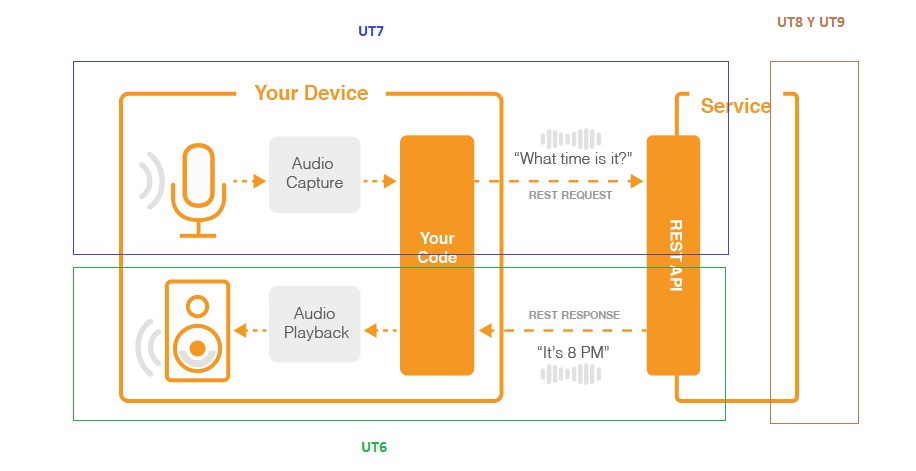 UT7
UT8 Y UT9
Your Device
Service
Audio
Capture
“What time is it?”
REST REQUEST
Your
Code
REST API
Audio
Playback
REST RESPONSE
“It’s 8 PM”
UT6